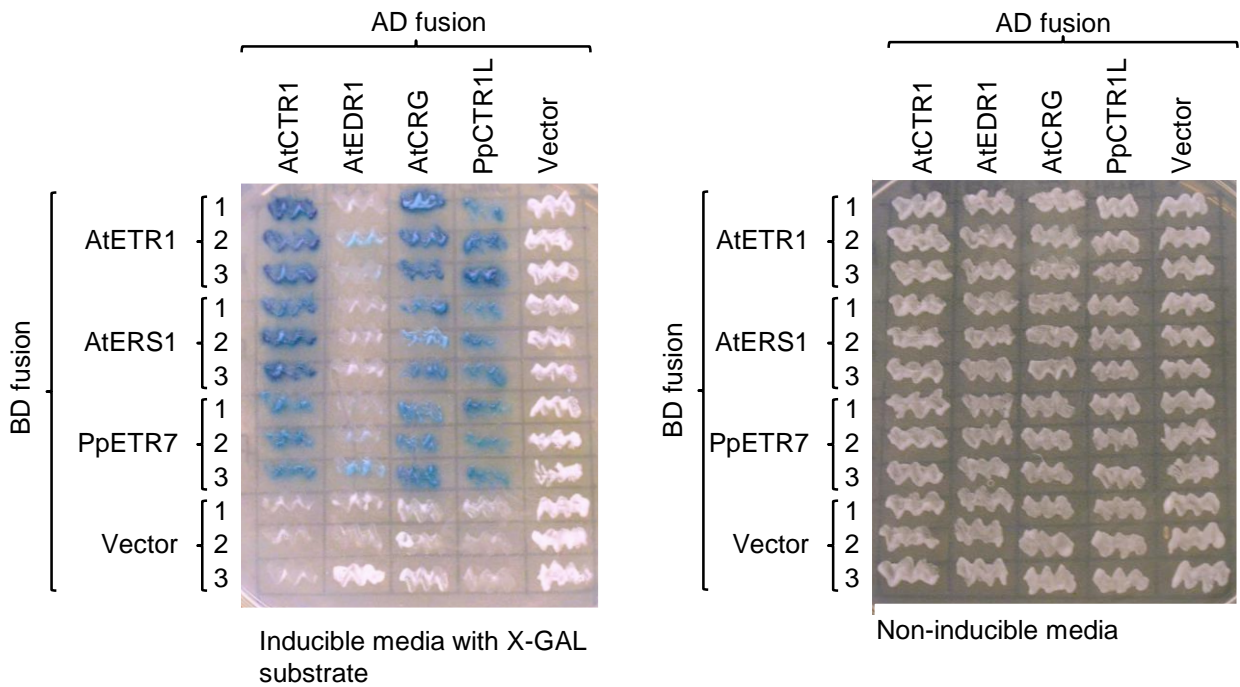 AD fusion
AtCTR1
AtEDR1
AtCRG
PpCTR1L
Vector
BD fusion
AtETR1
1
2
3
AtERS1
1
2
3
PpETR7
1
2
3
Vector
1
2
3
Inducible media with X-GAL
substrate
AD fusion
AtCTR1
AtEDR1
AtCRG
PpCTR1L
Vector
BD fusion
AtETR1
1
2
3
AtERS1
1
2
3
PpETR7
1
2
3
Vector
1
2
3
Non-inducible media